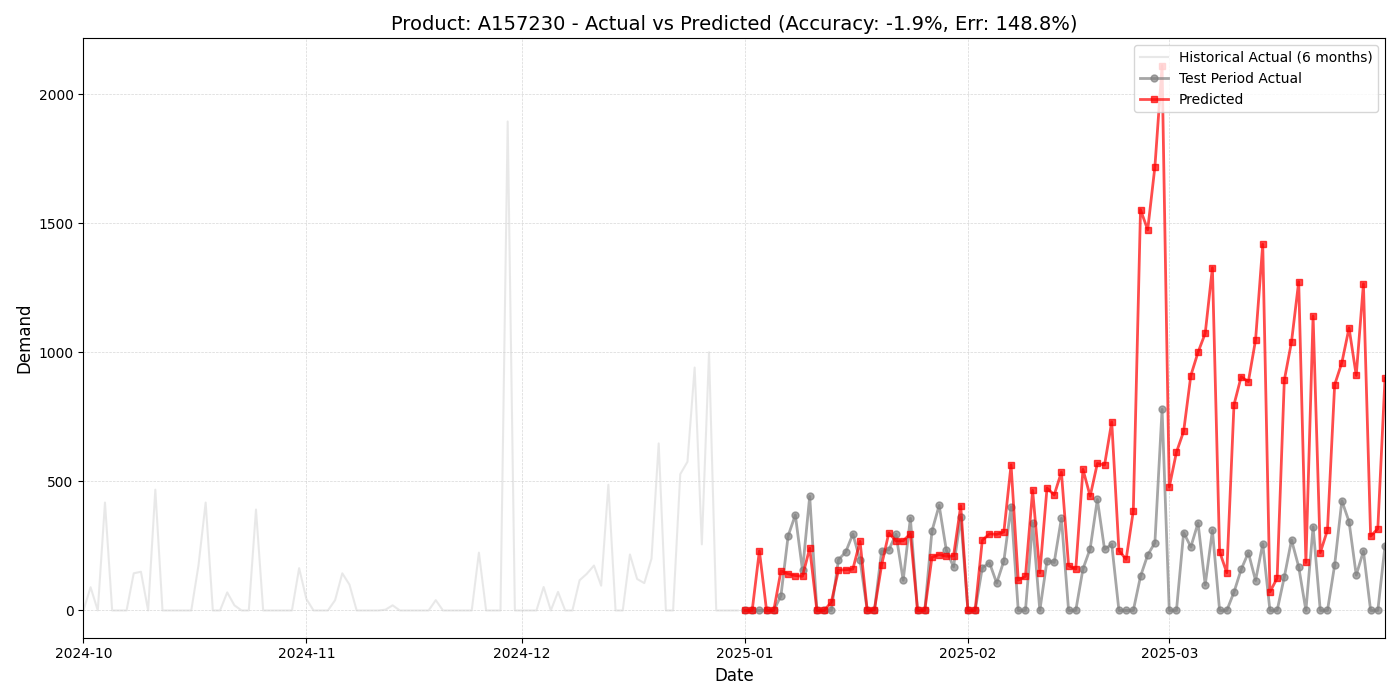 Product: A157230 - Actual vs Predicted (Accuracy: -1.9%, Err: 148.8%)
Historical Actual (6 months)
Test Period Actual
Predicted
Demand
2000
1500
1000
500
0
2024-10
2024-11
2024-12
2025-01
2025-02
2025-03
Date